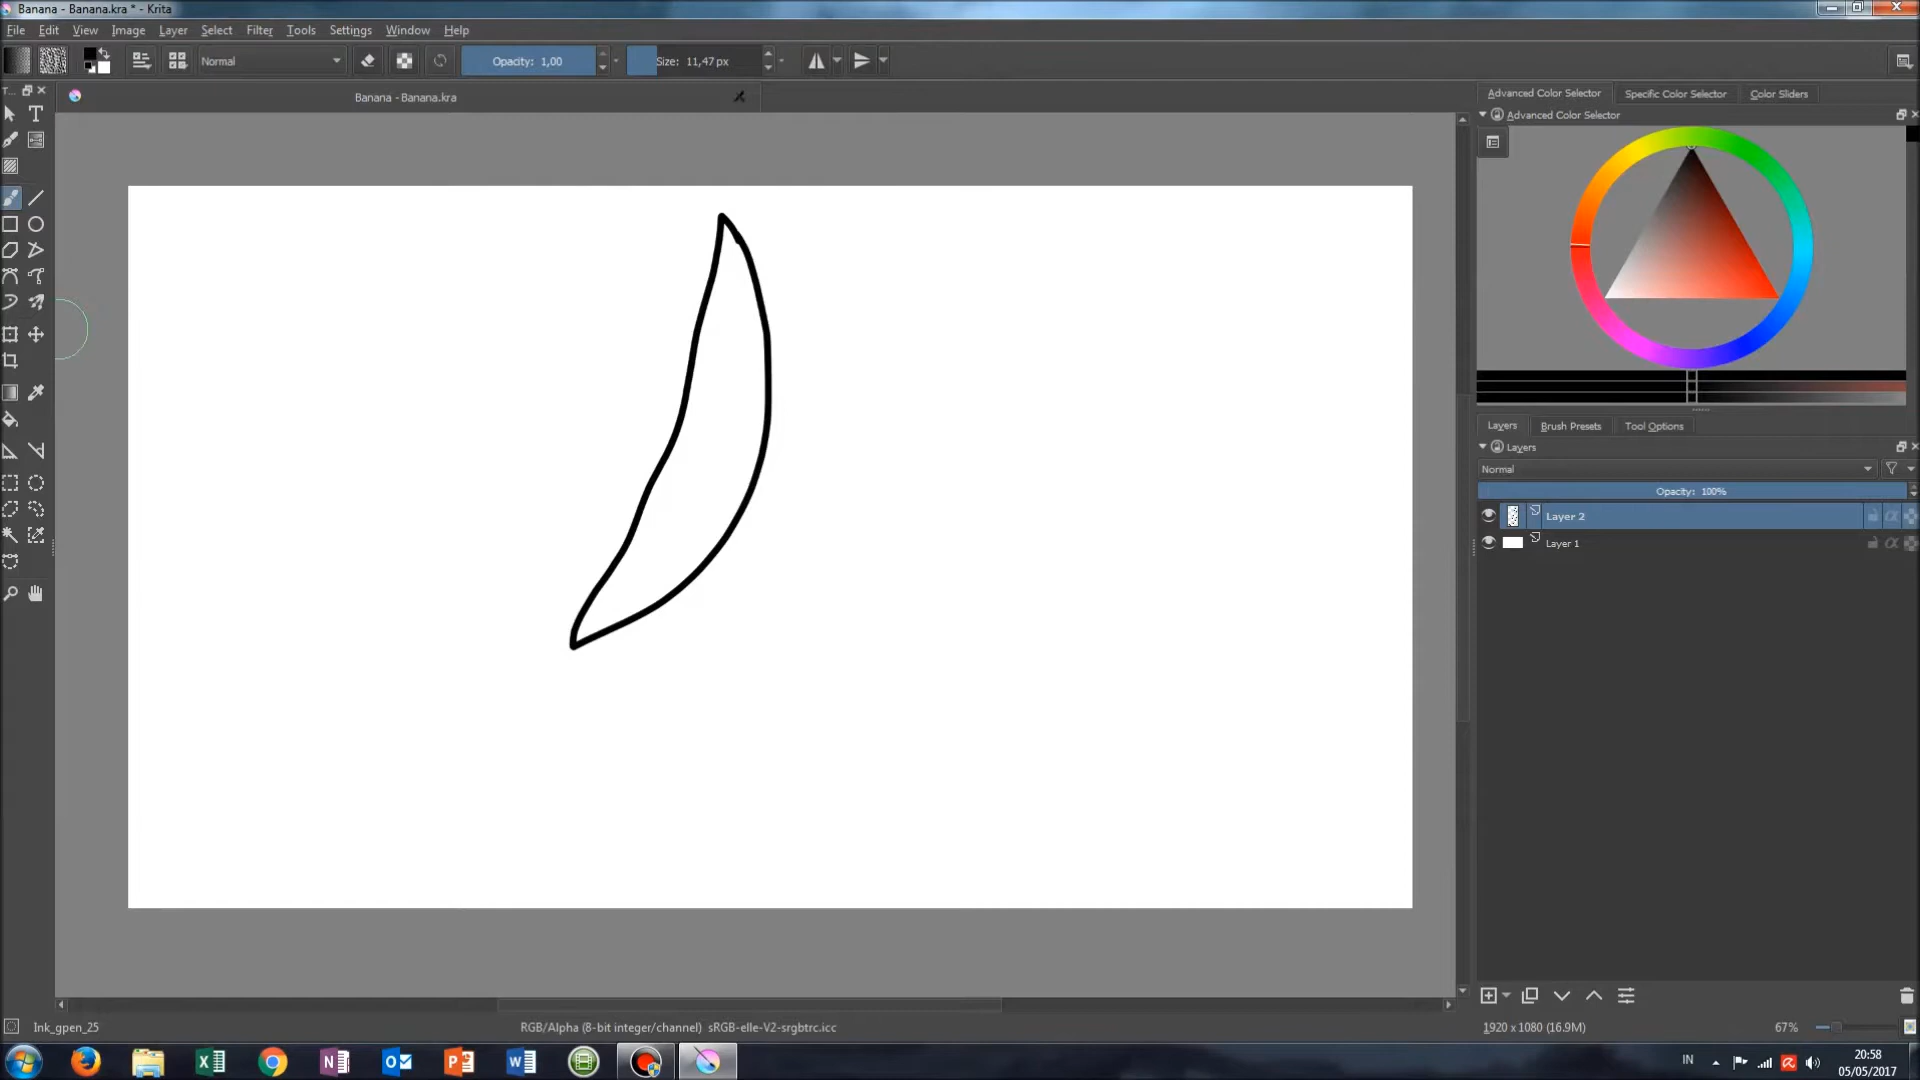 Banana - Banana.kra * - Krita
File Edit View Image Layer Select Filter Tools Settings Window Help
Normal Opacity: 1,00 Size: 11,47 px
T...
Banana - Banana.kra
Advanced Color Selector Specific Color Selector Color Sliders
Advanced Color Selector
Layers Brush Presets Tool Options
Layers
Normal
Opacity: 100%
Layer 2
Layer 1
Ink_gpen_25 RGB/Alpha (8-bit integer/channel) sRGB-elle-V2-srgbtrc.icc 1920 x 1080 (16.9M) 67%
IN 20:58
05/05/2017